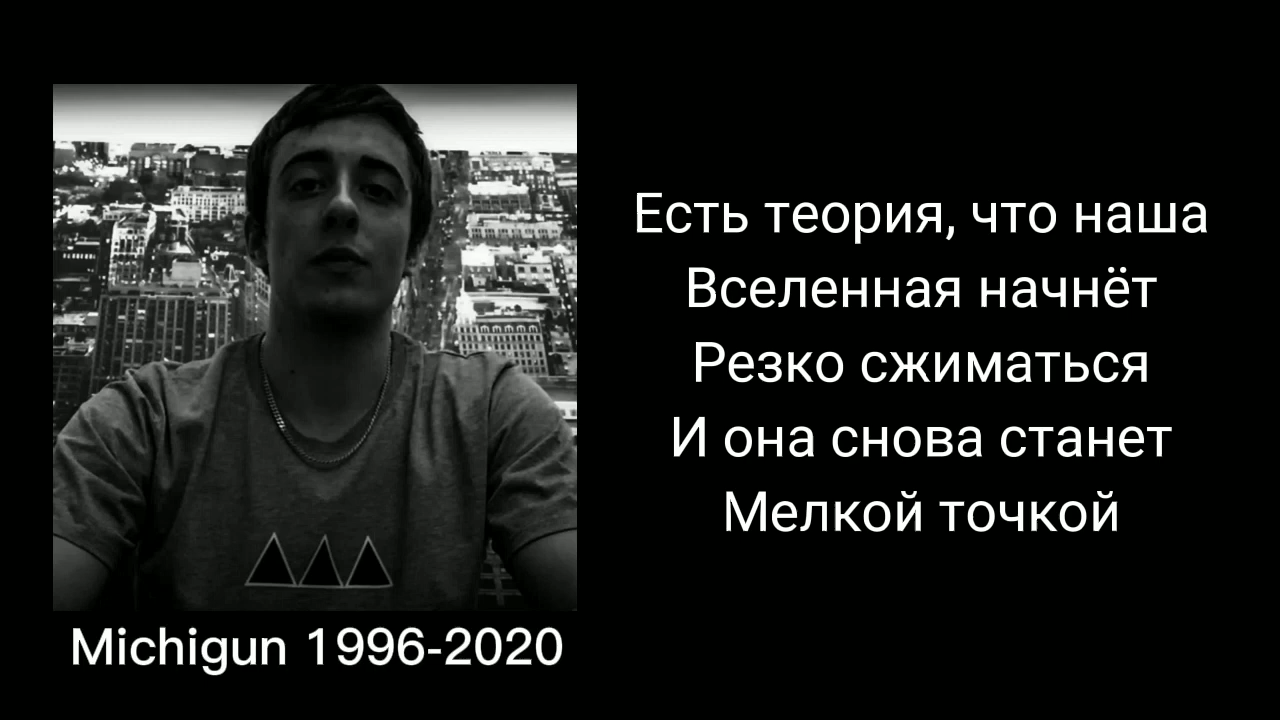 Есть теория, что наша
Вселенная начнёт
Резко сжиматься
И она снова станет
Мелкой точкой
Michigun 1996-2020